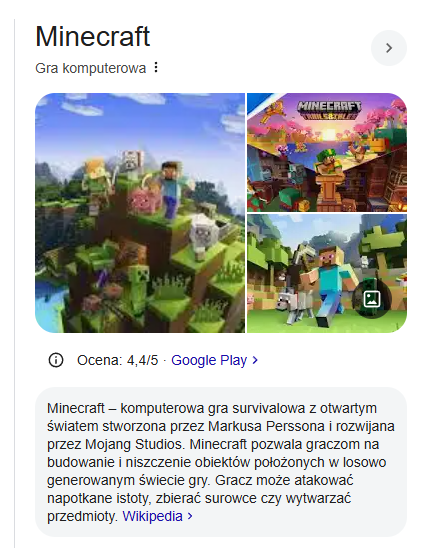 Minecraft
Gra komputerowa
MINECRAFT
TRAILS & TALES
Ocena: 4,4/5 · Google Play
Minecraft – komputerowa gra survivalowa z otwartym
światem stworzona przez Markusa Perssona i rozwijana
przez Mojang Studios. Minecraft pozwala graczom na
budowanie i niszczenie obiektów położonych w losowo
generowanym świecie gry. Gracz może atakować
napotkane istoty, zbierać surowce czy wytwarzać
przedmioty. Wikipedia